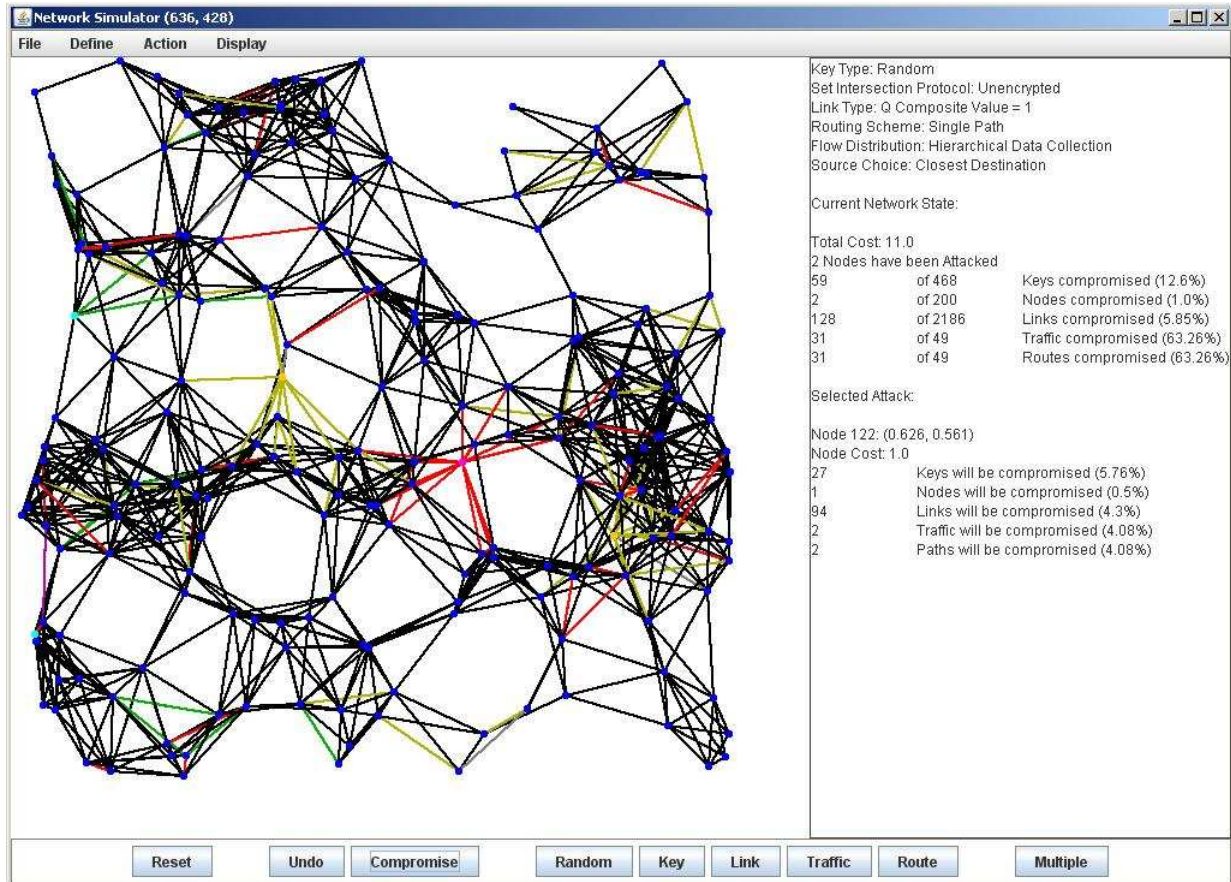 Network Simulator (636, 428)
File Define Action Display
Key Type: Random
Set Intersection Protocol: Unencrypted
Link Type: Q Composite Value = 1
Routing Scheme: Single Path
Flow Distribution: Hierarchical Data Collection
Source Choice: Closest Destination
Current Network State:
Total Cost: 11.0
2 Nodes have been Attacked
59 of 468 Keys compromised (12.6%)
2 of 200 Nodes compromised (1.0%)
128 of 2186 Links compromised (5.85%)
31 of 49 Traffic compromised (63.26%)
31 of 49 Routes compromised (63.26%)
Selected Attack:
Node 122: (0.626, 0.561)
Node Cost: 1.0
27 Keys will be compromised (5.76%)
1 Nodes will be compromised (0.5%)
94 Links will be compromised (4.3%)
2 Traffic will be compromised (4.08%)
2 Paths will be compromised (4.08%)
Reset Undo Compromise Random Key Link Traffic Route Multiple